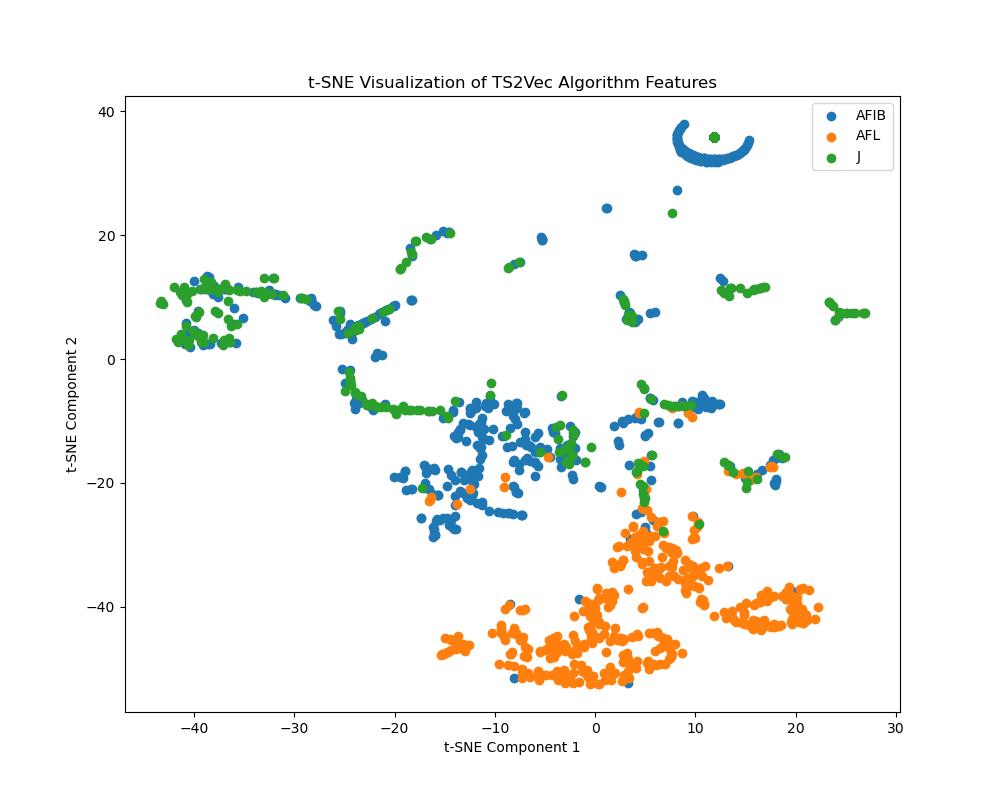 t-SNE Visualization of TS2Vec Algorithm Features
AFIB
AFL
J
40
20
0
−20
−40
t-SNE Component 2
−40
−30
−20
−10
0
10
20
30
t-SNE Component 1